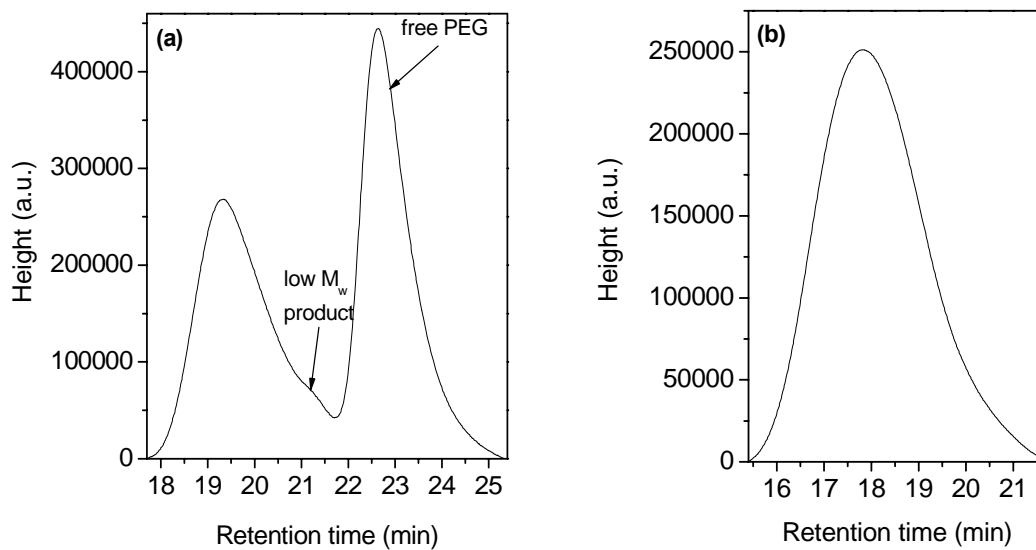 (a)
free PEG
low Mw
product
400000
300000
200000
100000
0
18 19 20 21 22 23 24 25
Retention time (min)
Height (a.u.)
(b)
250000
200000
150000
100000
50000
0
16 17 18 19 20 21
Retention time (min)
Height (a.u.)